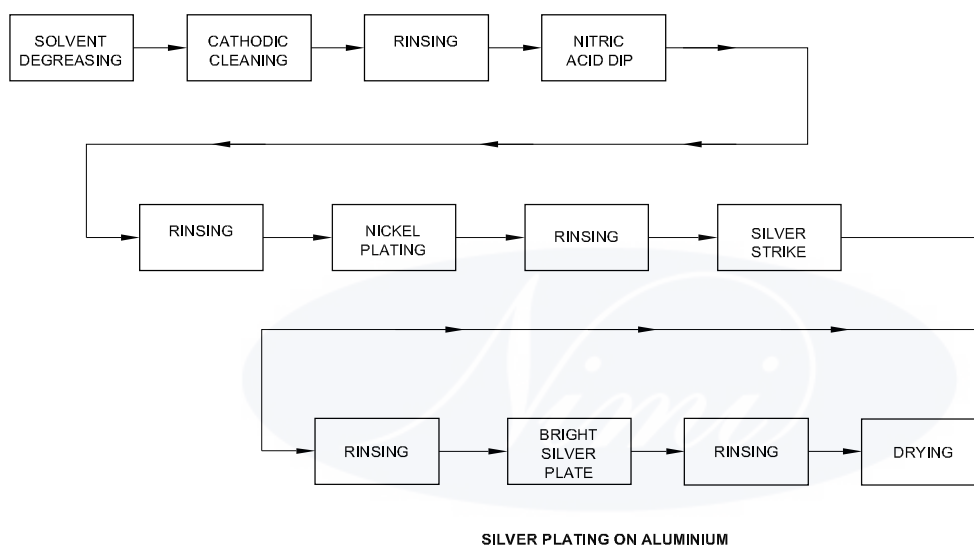 SOLVENT
DEGREASING
CATHODIC
CLEANING
RINSING
NITRIC
ACID DIP
RINSING
NICKEL
PLATING
RINSING
SILVER
STRIKE
RINSING
BRIGHT
SILVER
PLATE
RINSING
DRYING
Nimi
SILVER PLATING ON ALUMINIUM